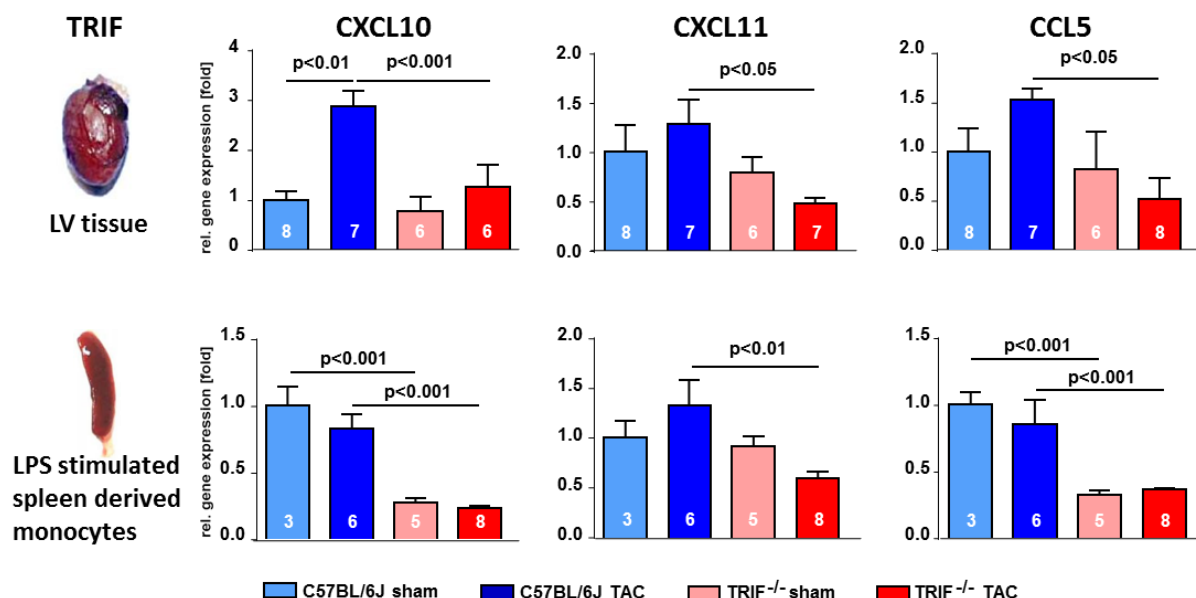 TRIF
CXCL10
CXCL11
CCL5
rel. gene expression [fold]
4
3
2
1
0
p<0.01
p<0.001
8
7
6
6
2.0
1.5
1.0
0.5
0.0
p<0.05
8
7
6
7
2.0
1.5
1.0
0.5
0.0
p<0.05
8
7
6
8
LV tissue
rel. gene expression [fold]
1.5
1.0
0.5
0.0
p<0.001
p<0.001
3
6
5
8
2.0
1.5
1.0
0.5
0.0
p<0.01
3
6
5
8
1.5
1.0
0.5
0.0
p<0.001
p<0.001
3
6
5
8
LPS stimulated
spleen derived
monocytes
C57BL/6J sham
C57BL/6J TAC
TRIF-/- sham
TRIF-/- TAC